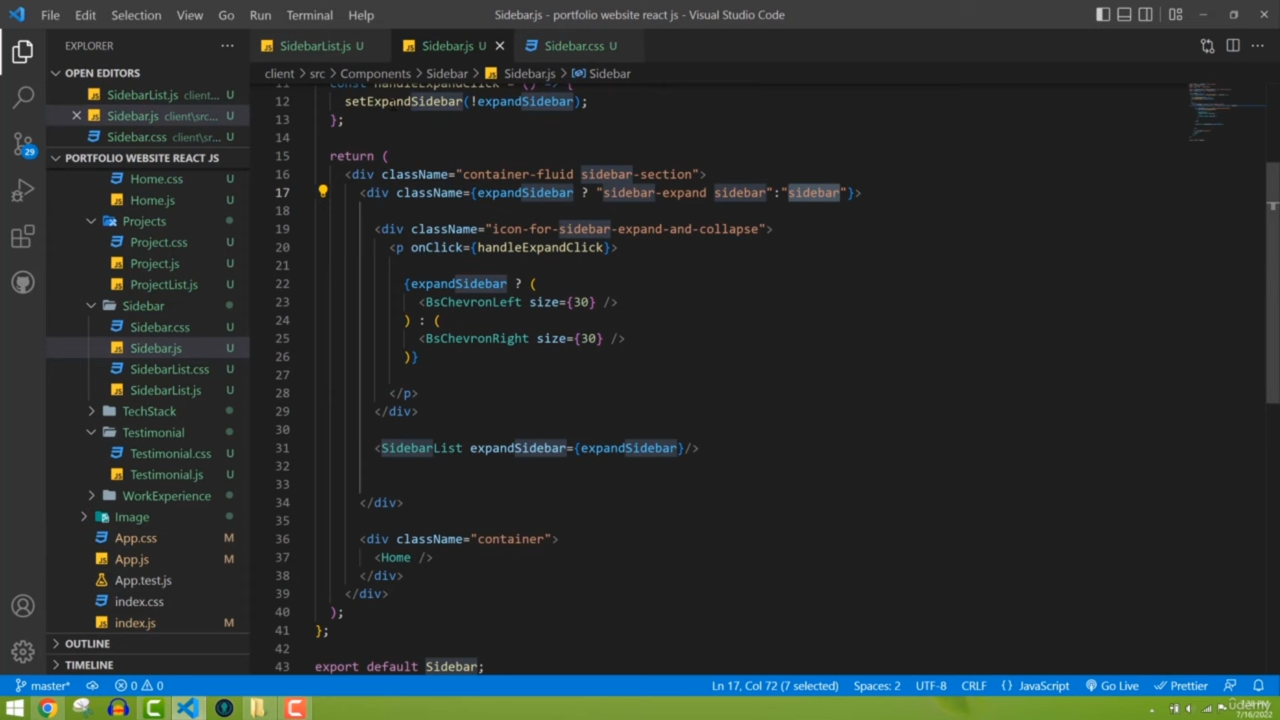 File Edit Selection View Go Run Terminal Help Sidebar.js - portfolio website react js - Visual Studio Code
EXPLORER
SidebarList.js U Sidebar.js U Sidebar.css U
OPEN EDITORS
client > src > Components > Sidebar > Sidebar.js > Sidebar
SidebarList.js client... U
Sidebar.js client\src... U
Sidebar.css client\sr... U
PORTFOLIO WEBSITE REACT JS
Home.css U
Home.js U
Projects
Project.css U
Project.js U
ProjectList.js U
Sidebar
Sidebar.css U
Sidebar.js U
SidebarList.css U
SidebarList.js U
TechStack
Testimonial
Testimonial.css U
Testimonial.js U
WorkExperience
Image
App.css M
App.js M
App.test.js
index.css
index.js M
OUTLINE
TIMELINE
29
11 const handleExpandClick = () => {
12 setExpandSidebar(!expandSidebar);
13 };
14
15 return (
16 <div className="container-fluid sidebar-section">
17 <div className={expandSidebar ? "sidebar-expand sidebar":"sidebar"}>
18
19 <div className="icon-for-sidebar-expand-and-collapse">
20 <p onClick={handleExpandClick}>
21
22 {expandSidebar ? (
23 <BsChevronLeft size={30} />
24 ) : (
25 <BsChevronRight size={30} />
26 )}
27
28 </p>
29 </div>
30
31 <SidebarList expandSidebar={expandSidebar}/>
32
33
34 </div>
35
36 <div className="container">
37 <Home />
38 </div>
39 </div>
40 );
41 };
42
43 export default Sidebar;
master* 0 0 Ln 17, Col 72 (7 selected) Spaces: 2 UTF-8 CRLF {} JavaScript Go Live Prettier
udemy
7/16/2022